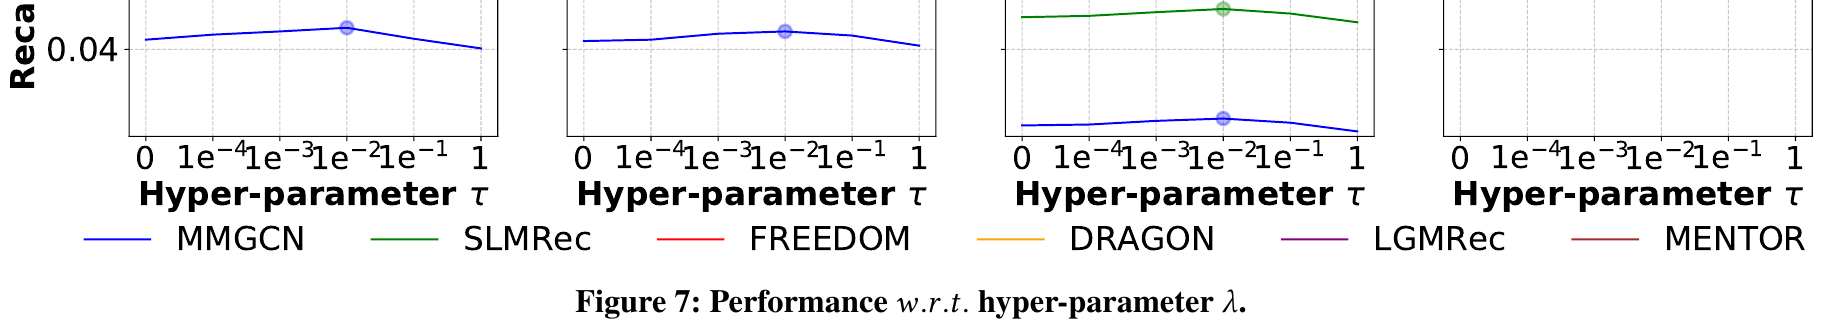 Reca
0.04
0 1e⁻⁴ 1e⁻³ 1e⁻² 1e⁻¹ 1 0 1e⁻⁴ 1e⁻³ 1e⁻² 1e⁻¹ 1 0 1e⁻⁴ 1e⁻³ 1e⁻² 1e⁻¹ 1 0 1e⁻⁴ 1e⁻³ 1e⁻² 1e⁻¹ 1
Hyper-parameter τ Hyper-parameter τ Hyper-parameter τ Hyper-parameter τ
MMGCN SLMRec FREEDOM DRAGON LGMRec MENTOR
Figure 7: Performance w.r.t. hyper-parameter λ.